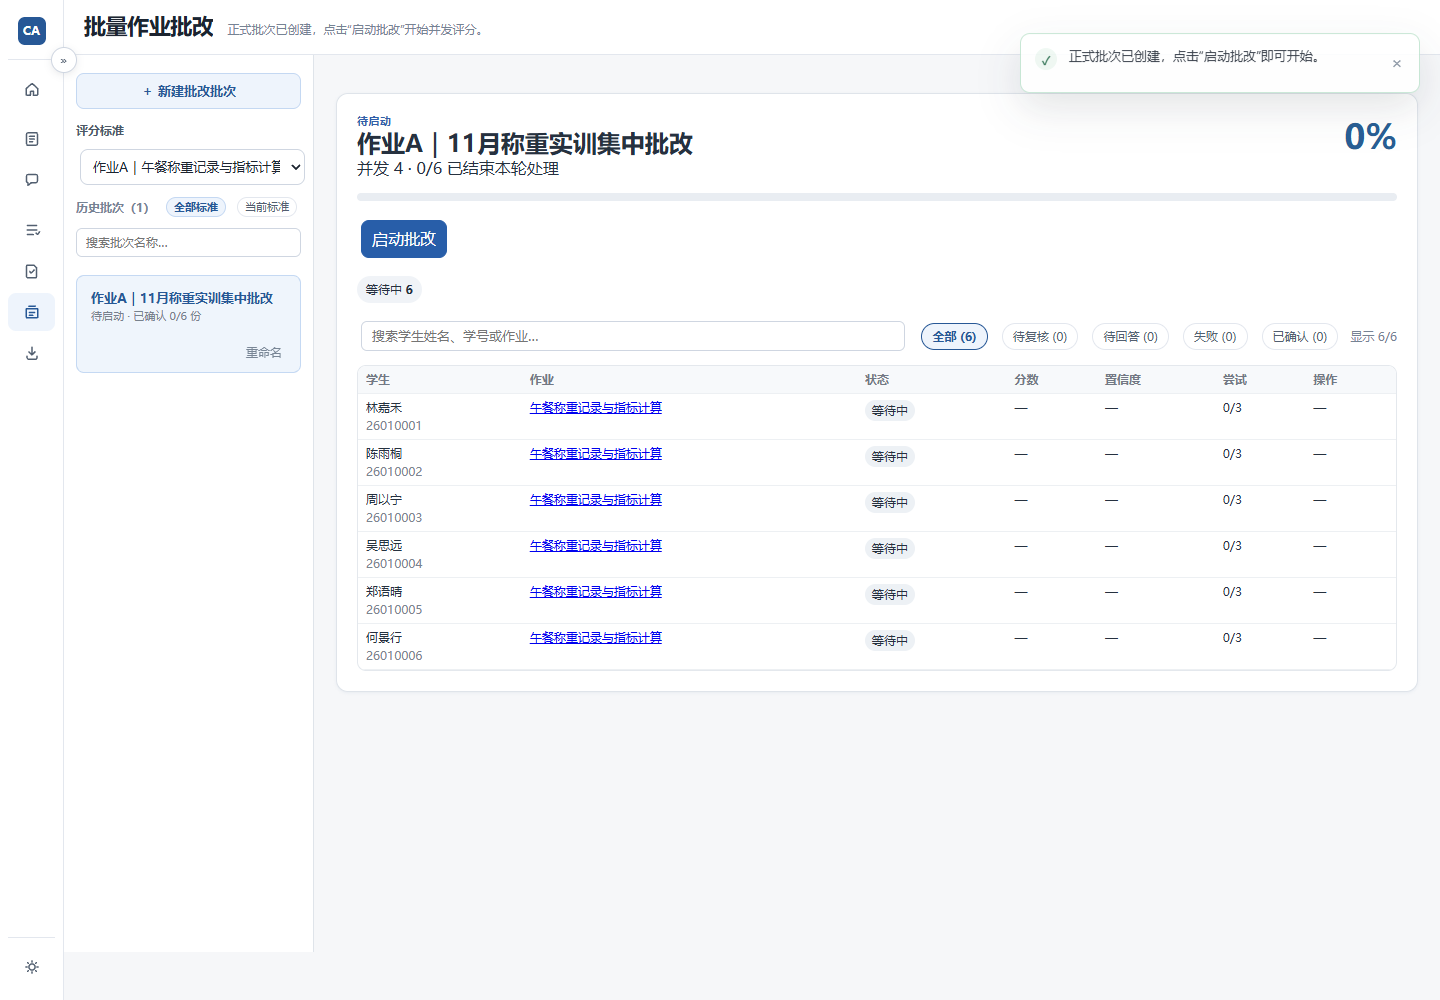 CA
批量作业批改
正式批次已创建，点击“启动批改”开始并发评分。
正式批次已创建，点击“启动批改”即可开始。
×
»
+ 新建批改批次
评分标准
作业A｜午餐称重记录与指标计算
历史批次（1）
全部标准
当前标准
搜索批次名称...
作业A｜11月称重实训集中批改
待启动 · 已确认 0/6 份
重命名
待启动
作业A｜11月称重实训集中批改
并发 4 · 0/6 已结束本轮处理
0%
启动批改
等待中 6
搜索学生姓名、学号或作业...
全部 (6)
待复核 (0)
待回答 (0)
失败 (0)
已确认 (0)
显示 6/6
学生 作业 状态 分数 置信度 尝试 操作
林嘉禾 午餐称重记录与指标计算 等待中 — — 0/3 —
26010001
陈雨桐 午餐称重记录与指标计算 等待中 — — 0/3 —
26010002
周以宁 午餐称重记录与指标计算 等待中 — — 0/3 —
26010003
吴思远 午餐称重记录与指标计算 等待中 — — 0/3 —
26010004
郑语晴 午餐称重记录与指标计算 等待中 — — 0/3 —
26010005
何景行 午餐称重记录与指标计算 等待中 — — 0/3 —
26010006